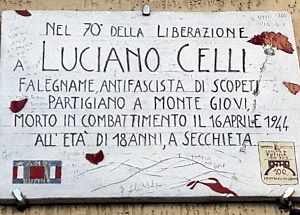 NEL 70° DELLA LIBERAZIONE
A LUCIANO CELLI
FALEGNAME, ANTIFASCISTA DI SCOPETI
PARTIGIANO A MONTE GIOVI,
MORTO IN COMBATTIMENTO IL 16 APRILE 1944
ALL'ETÀ DI 18 ANNI, A SECCHIETA.
100